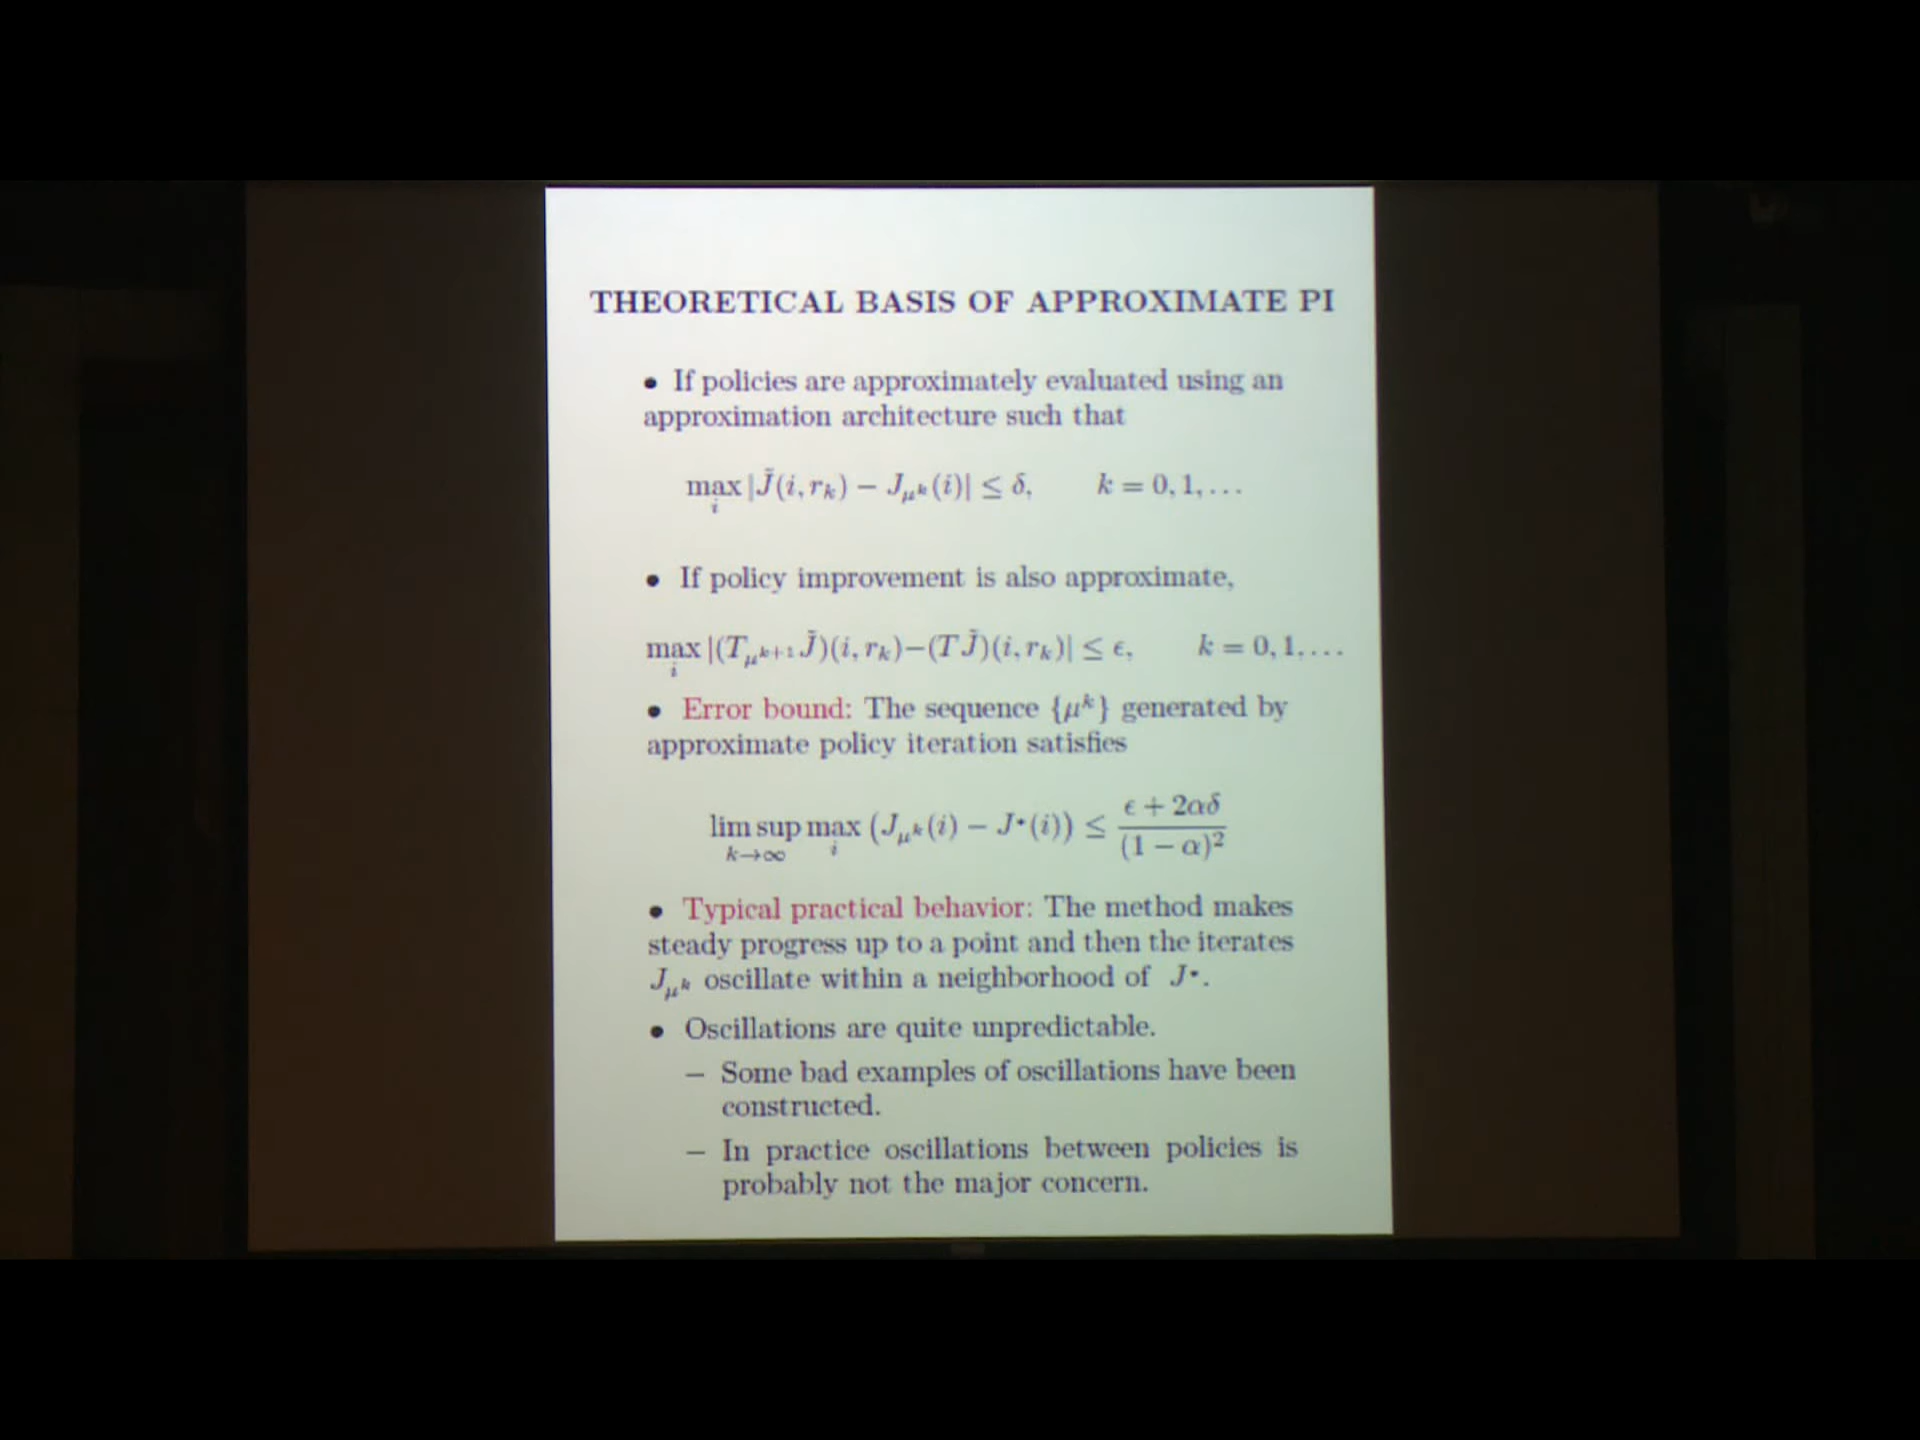 THEORETICAL BASIS OF APPROXIMATE PI
• If policies are approximately evaluated using an
approximation architecture such that
max_i |J̃(i, r_k) − J_{μ^k}(i)| ≤ δ,  k = 0, 1, . . .
• If policy improvement is also approximate,
max_i |(T_{μ^{k+1}} J̃)(i, r_k)−(T J̃)(i, r_k)| ≤ ϵ,  k = 0, 1, . . .
• Error bound: The sequence {μ^k} generated by
approximate policy iteration satisfies
lim sup_{k→∞} max_i (J_{μ^k}(i) − J*(i)) ≤ (ϵ + 2αδ)/(1 − α)²
• Typical practical behavior: The method makes
steady progress up to a point and then the iterates
J_{μ^k} oscillate within a neighborhood of J*.
• Oscillations are quite unpredictable.
– Some bad examples of oscillations have been
constructed.
– In practice oscillations between policies is
probably not the major concern.